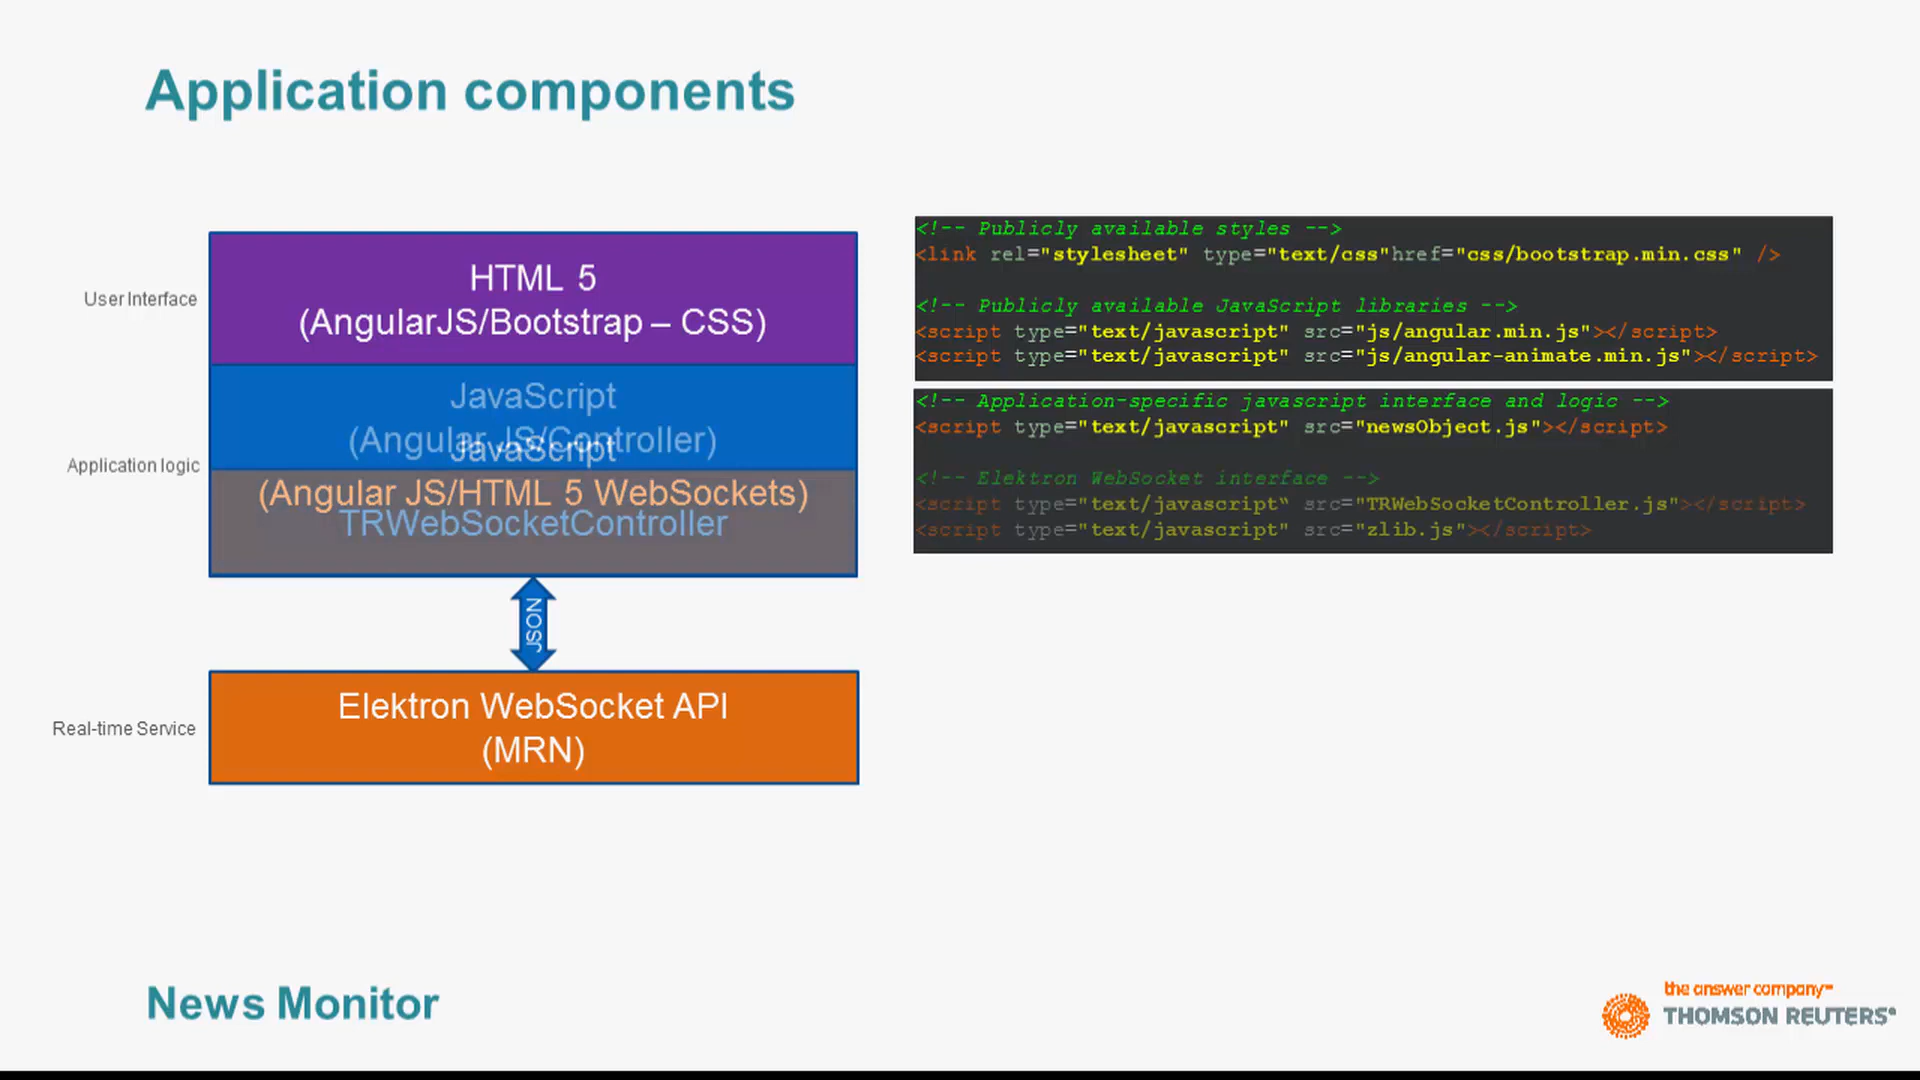 Application components
User Interface
HTML 5
(AngularJS/Bootstrap – CSS)
Application logic
JavaScript
(Angular JS/Controller)
JavaScript
(Angular JS/HTML 5 WebSockets)
TRWebSocketController
JSON
Real-time Service
Elektron WebSocket API
(MRN)
<!-- Publicly available styles -->
<link rel="stylesheet" type="text/css"href="css/bootstrap.min.css" />
<!-- Publicly available JavaScript libraries -->
<script type="text/javascript" src="js/angular.min.js"></script>
<script type="text/javascript" src="js/angular-animate.min.js"></script>
<!-- Application-specific javascript interface and logic -->
<script type="text/javascript" src="newsObject.js"></script>
<!-- Elektron WebSocket interface -->
<script type="text/javascript“ src="TRWebSocketController.js"></script>
<script type="text/javascript" src="zlib.js"></script>
News Monitor
the answer company™
THOMSON REUTERS®